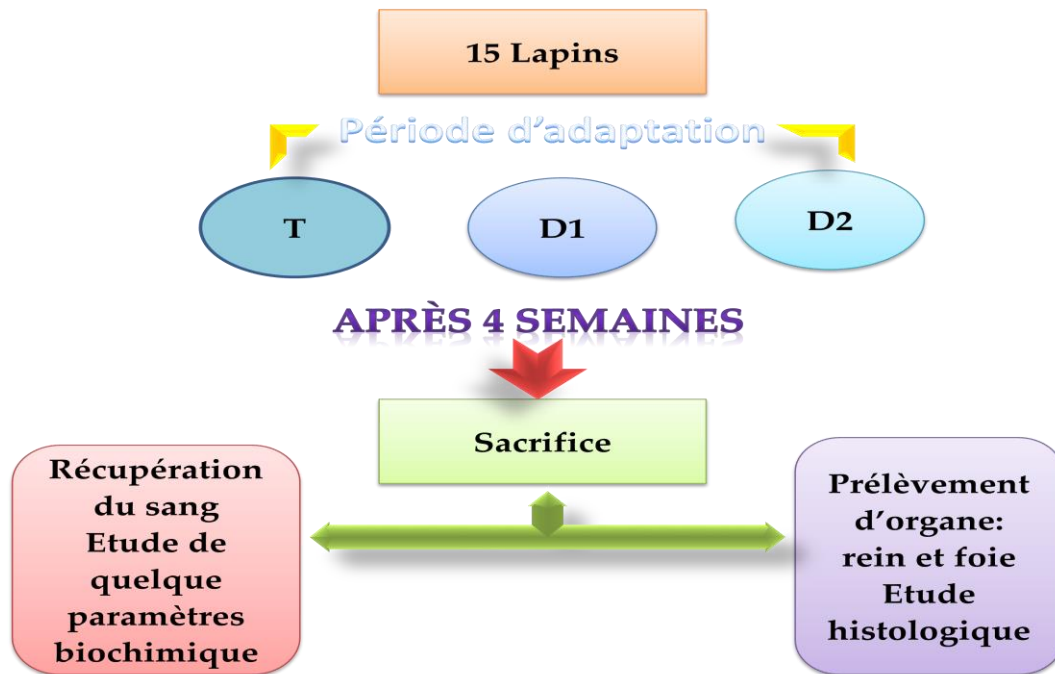 15 Lapins
Période d'adaptation
T
D1
D2
APRÈS 4 SEMAINES
Sacrifice
Récupération
du sang
Etude de
quelque
paramètres
biochimique
Prélèvement
d'organe:
rein et foie
Etude
histologique